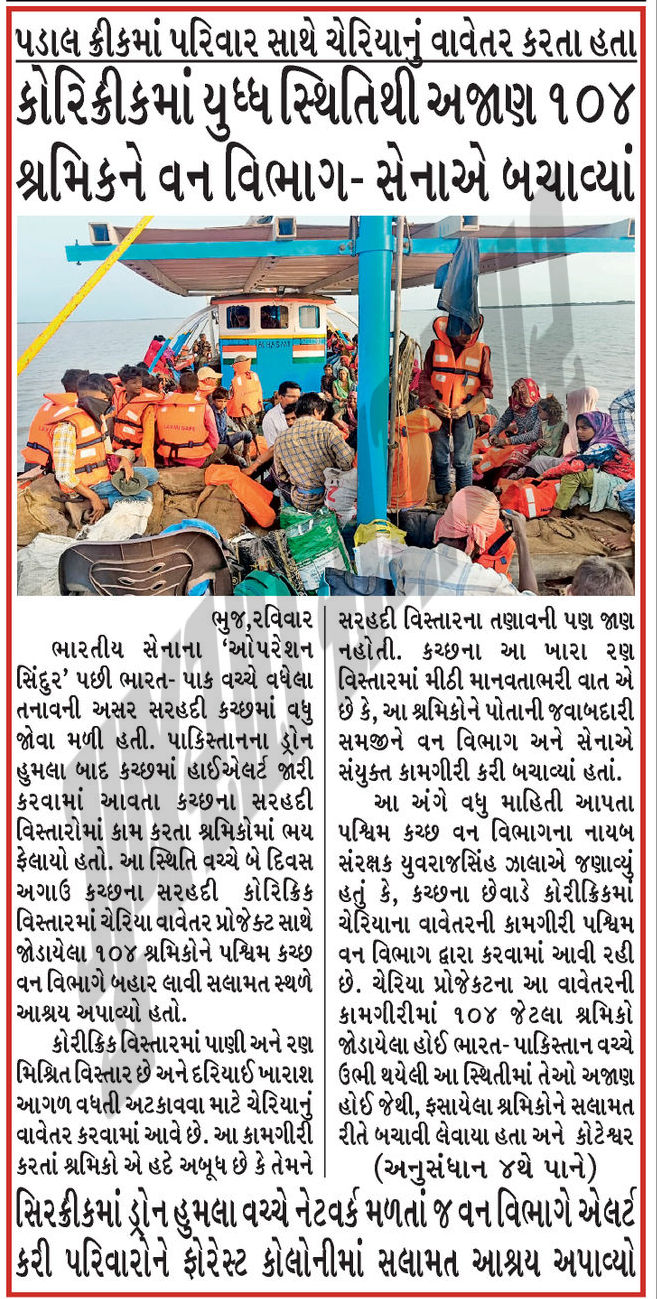 પડાલ ક્રીકમાં પરિવાર સાથે ચેરિયાનું વાવેતર કરતા હતા
કોરિક્રીકમાં યુધ્ધ સ્થિતિથી અજાણ ૧૦૪
શ્રમિકને વન વિભાગ- સેનાએ બચાવ્યાં
ભુજ,રવિવાર
ભારતીય સેનાના ‘ઓપરેશન
સિંદુર’ પછી ભારત- પાક વચ્ચે વધેલા
તનાવની અસર સરહદી કચ્છમાં વધુ
જોવા મળી હતી. પાકિસ્તાનના ડ્રોન
હુમલા બાદ કચ્છમાં હાઈએલર્ટ જારી
કરવામાં આવતા કચ્છના સરહદી
વિસ્તારોમાં કામ કરતા શ્રમિકોમાં ભય
ફેલાયો હતો. આ સ્થિતિ વચ્ચે બે દિવસ
અગાઉ કચ્છના સરહદી કોરિક્રિક
વિસ્તારમાં ચેરિયા વાવેતર પ્રોજેક્ટ સાથે
જોડાયેલા ૧૦૪ શ્રમિકોને પશ્ચિમ કચ્છ
વન વિભાગે બહાર લાવી સલામત સ્થળે
આશ્રય અપાવ્યો હતો.
કોરીક્રિક વિસ્તારમાં પાણી અને રણ
મિશ્રિત વિસ્તાર છે અને દરિયાઈ ખારાશ
આગળ વધતી અટકાવવા માટે ચેરિયાનું
વાવેતર કરવામાં આવે છે. આ કામગીરી
કરતાં શ્રમિકો એ હદે અબૂધ છે કે તેમને
સરહદી વિસ્તારના તણાવની પણ જાણ
નહોતી. કચ્છના આ ખારા રણ
વિસ્તારમાં મીઠી માનવતાભરી વાત એ
છે કે, આ શ્રમિકોને પોતાની જવાબદારી
સમજીને વન વિભાગ અને સેનાએ
સંયુક્ત કામગીરી કરી બચાવ્યાં હતાં.
આ અંગે વધુ માહિતી આપતા
પશ્ચિમ કચ્છ વન વિભાગના નાયબ
સંરક્ષક યુવરાજસિંહ ઝાલાએ જણાવ્યું
હતું કે, કચ્છના છેવાડે કોરીક્રિકમાં
ચેરિયાના વાવેતરની કામગીરી પશ્ચિમ
વન વિભાગ દ્વારા કરવામાં આવી રહી
છે. ચેરિયા પ્રોજેકટના આ વાવેતરની
કામગીરીમાં ૧૦૪ જેટલા શ્રમિકો
જોડાયેલા હોઈ ભારત- પાકિસ્તાન વચ્ચે
ઉભી થયેલી આ સ્થિતીમાં તેઓ અજાણ
હોઈ જેથી, ફસાયેલા શ્રમિકોને સલામત
રીતે બચાવી લેવાયા હતા અને કોટેશ્વર
(અનુસંધાન ૪થે પાને)
સિરક્રીકમાં ડ્રોન હુમલા વચ્ચે નેટવર્ક મળતાં જ વન વિભાગે એલર્ટ
કરી પરિવારોને ફોરેસ્ટ કોલોનીમાં સલામત આશ્રય અપાવ્યો